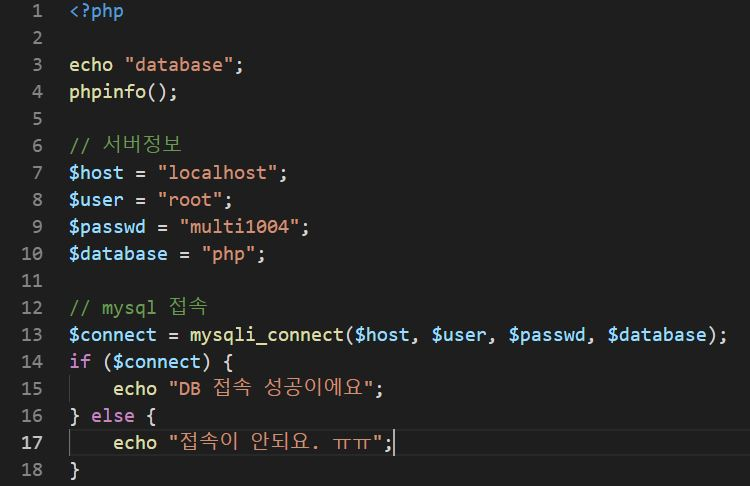 1 <?php
2
3 echo "database";
4 phpinfo();
5
6 // 서버정보
7 $host = "localhost";
8 $user = "root";
9 $passwd = "multi1004";
10 $database = "php";
11
12 // mysql 접속
13 $connect = mysqli_connect($host, $user, $passwd, $database);
14 if ($connect) {
15     echo "DB 접속 성공이에요";
16 } else {
17     echo "접속이 안되요. ㅠㅠ";
18 }